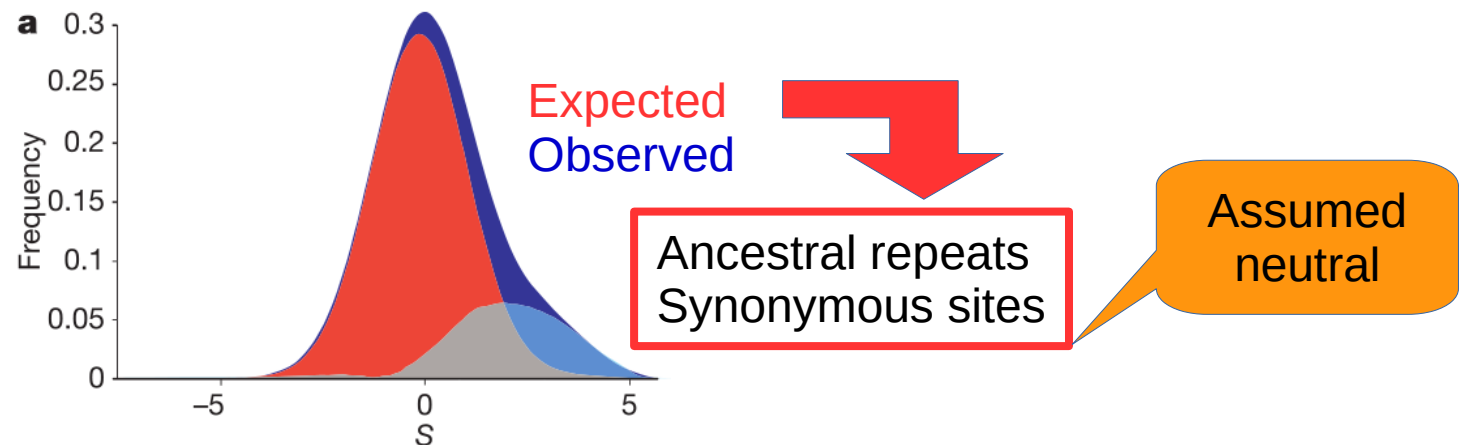 a
0.3
0.25
0.2
0.15
0.1
0.05
0
Frequency
−5
0
5
S
Expected
Observed
Ancestral repeats
Synonymous sites
Assumed
neutral